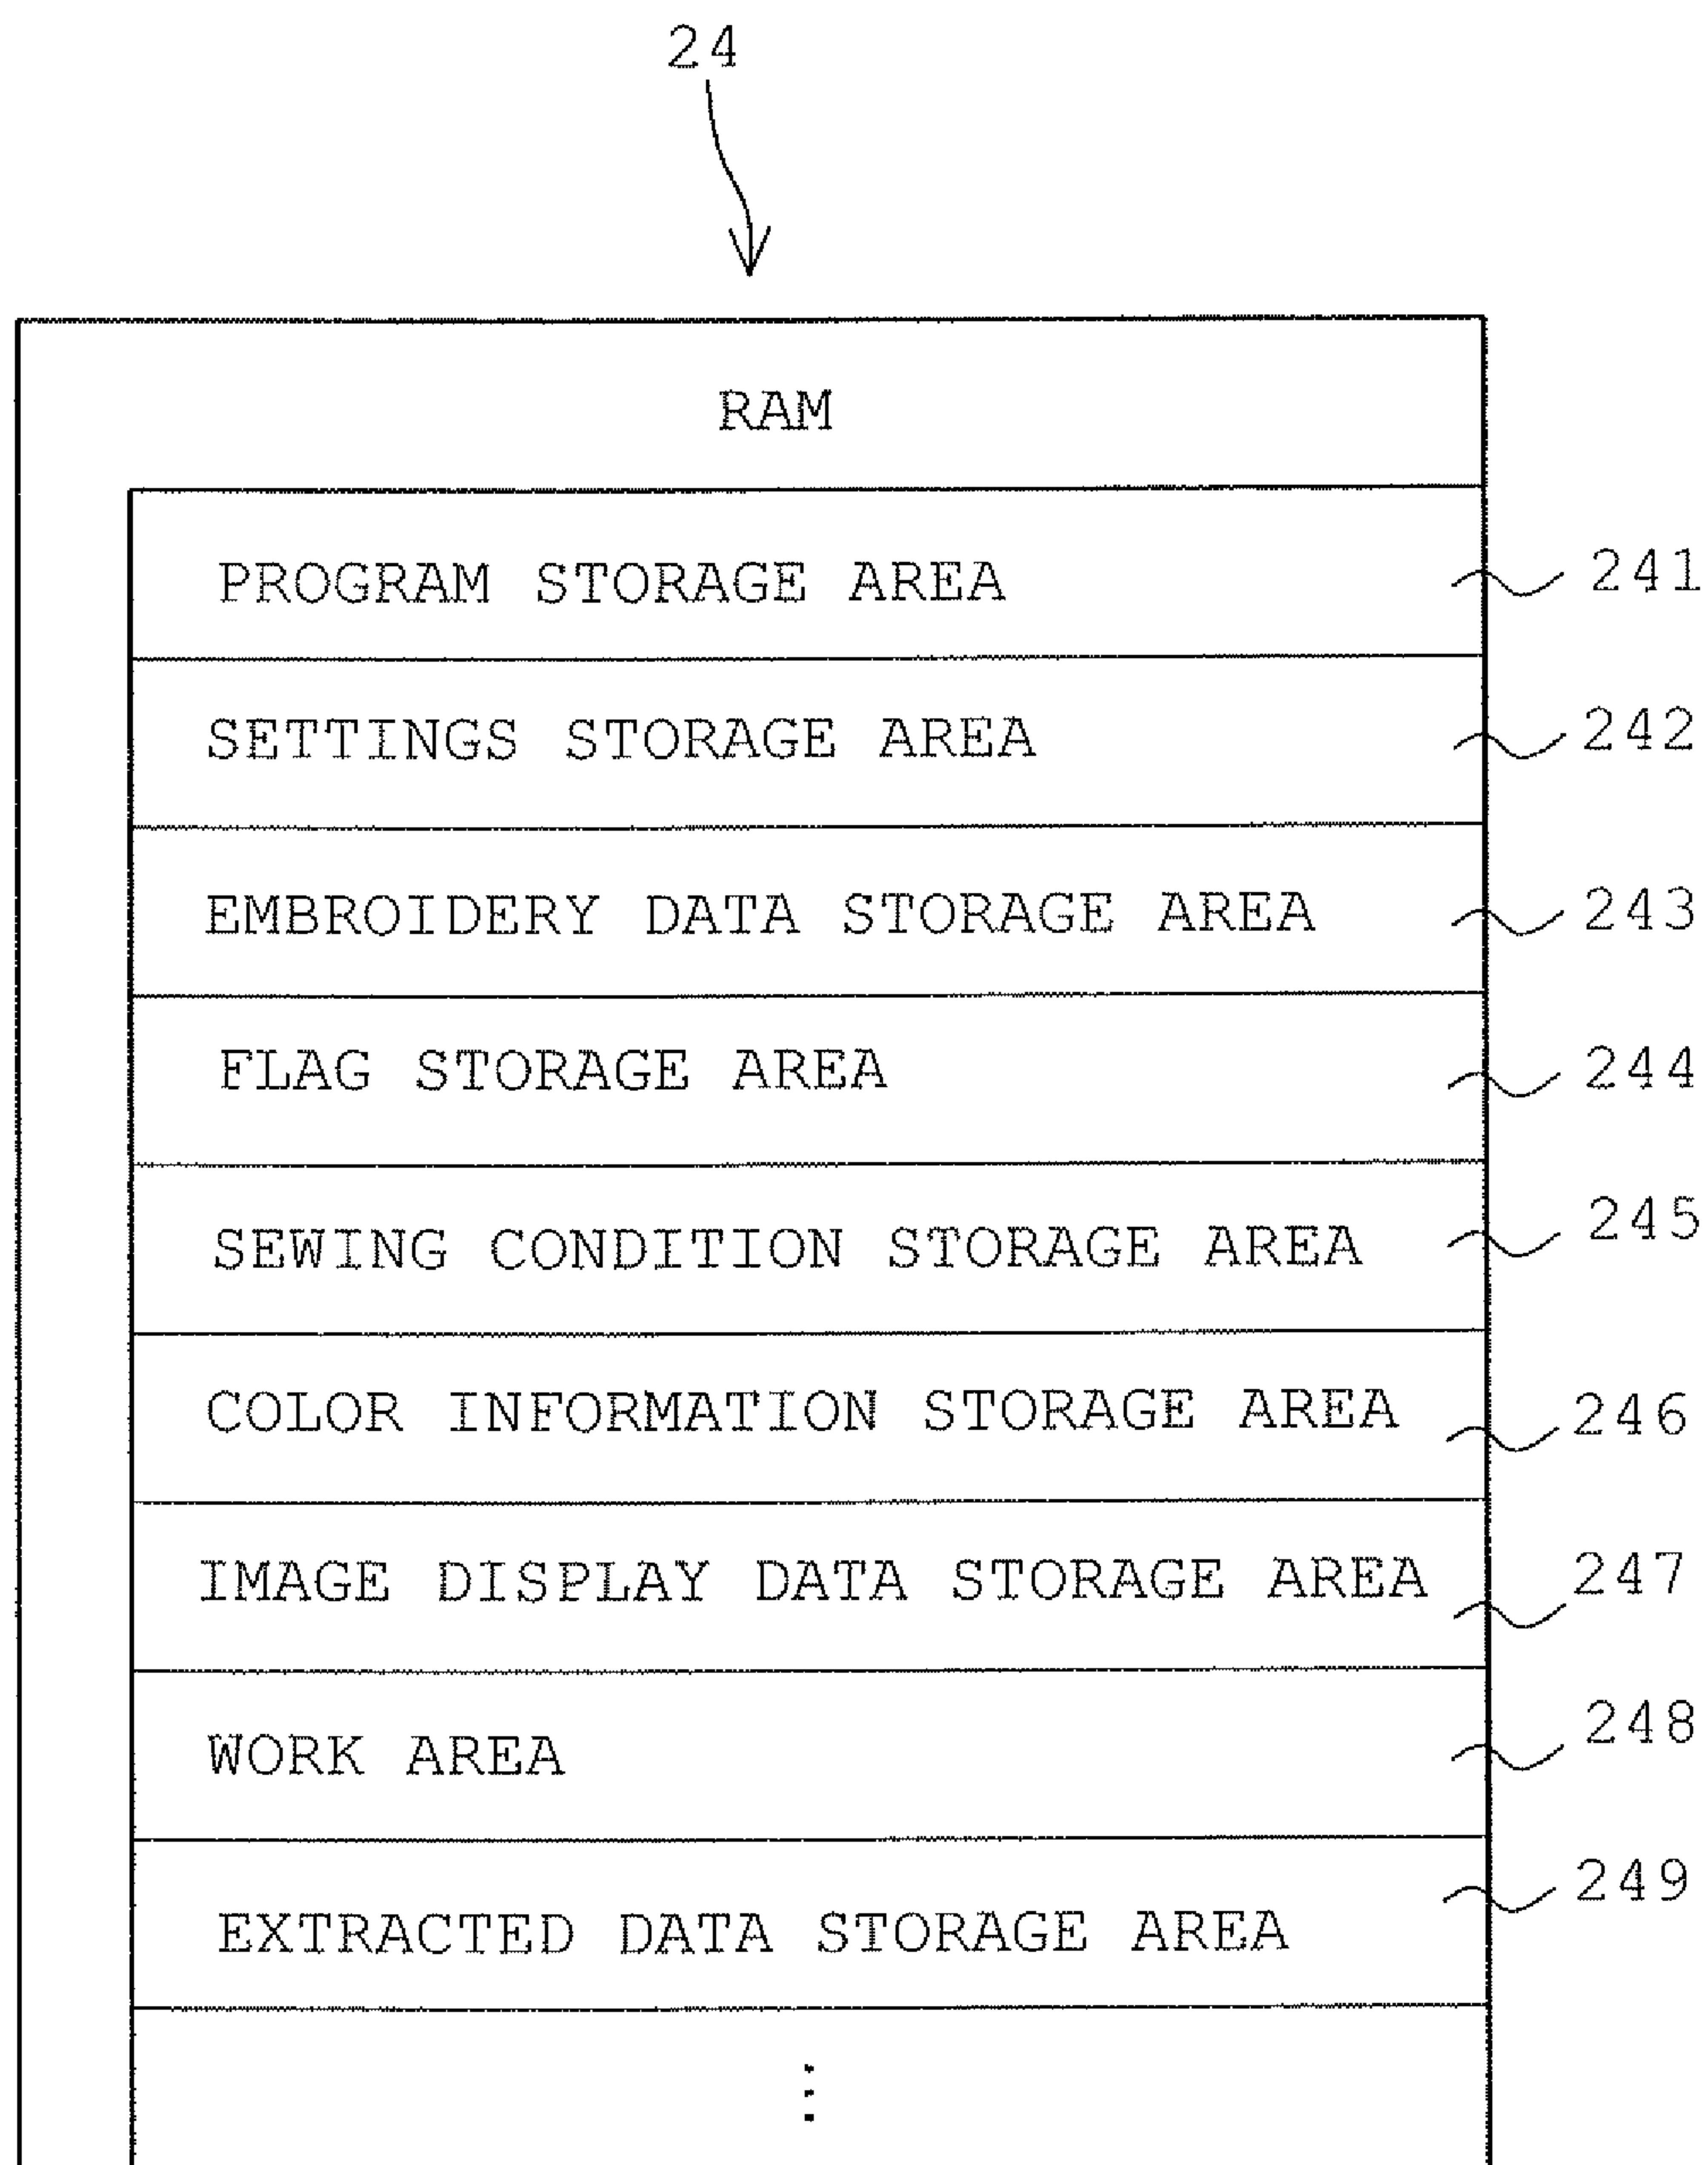 24
RAM
PROGRAM STORAGE AREA 241
SETTINGS STORAGE AREA 242
EMBROIDERY DATA STORAGE AREA 243
FLAG STORAGE AREA 244
SEWING CONDITION STORAGE AREA 245
COLOR INFORMATION STORAGE AREA 246
IMAGE DISPLAY DATA STORAGE AREA 247
WORK AREA 248
EXTRACTED DATA STORAGE AREA 249
⋮